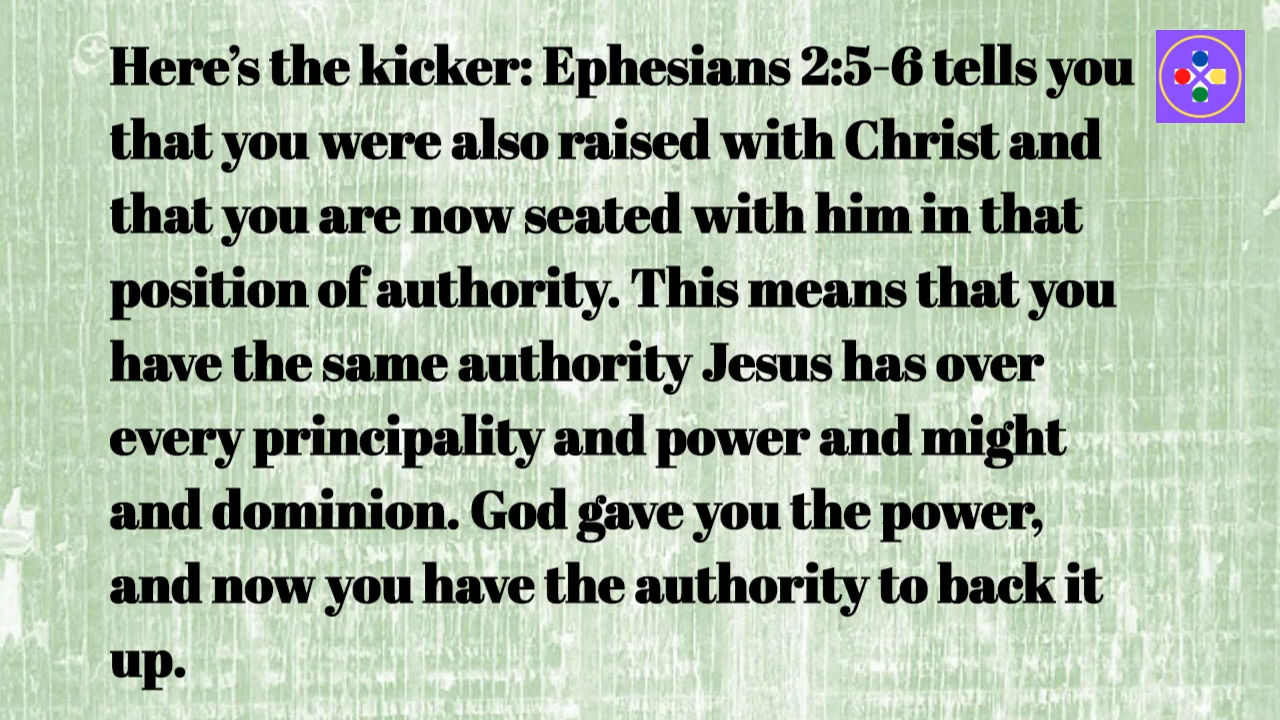 Here’s the kicker: Ephesians 2:5-6 tells you
that you were also raised with Christ and
that you are now seated with him in that
position of authority. This means that you
have the same authority Jesus has over
every principality and power and might
and dominion. God gave you the power,
and now you have the authority to back it
up.